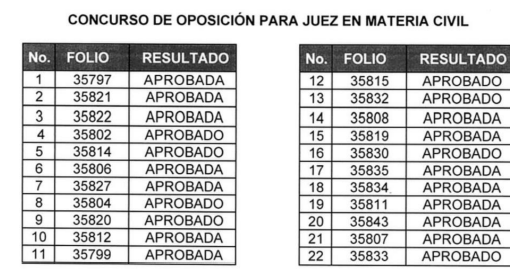 CONCURSO DE OPOSICIÓN PARA JUEZ EN MATERIA CIVIL
No. FOLIO RESULTADO
1 35797 APROBADA
2 35821 APROBADA
3 35822 APROBADA
4 35802 APROBADO
5 35814 APROBADO
6 35806 APROBADA
7 35827 APROBADA
8 35804 APROBADO
9 35820 APROBADO
10 35812 APROBADA
11 35799 APROBADA
No. FOLIO RESULTADO
12 35815 APROBADO
13 35832 APROBADO
14 35808 APROBADA
15 35819 APROBADO
16 35830 APROBADO
17 35835 APROBADA
18 35834 APROBADA
19 35811 APROBADA
20 35843 APROBADA
21 35807 APROBADA
22 35833 APROBADO